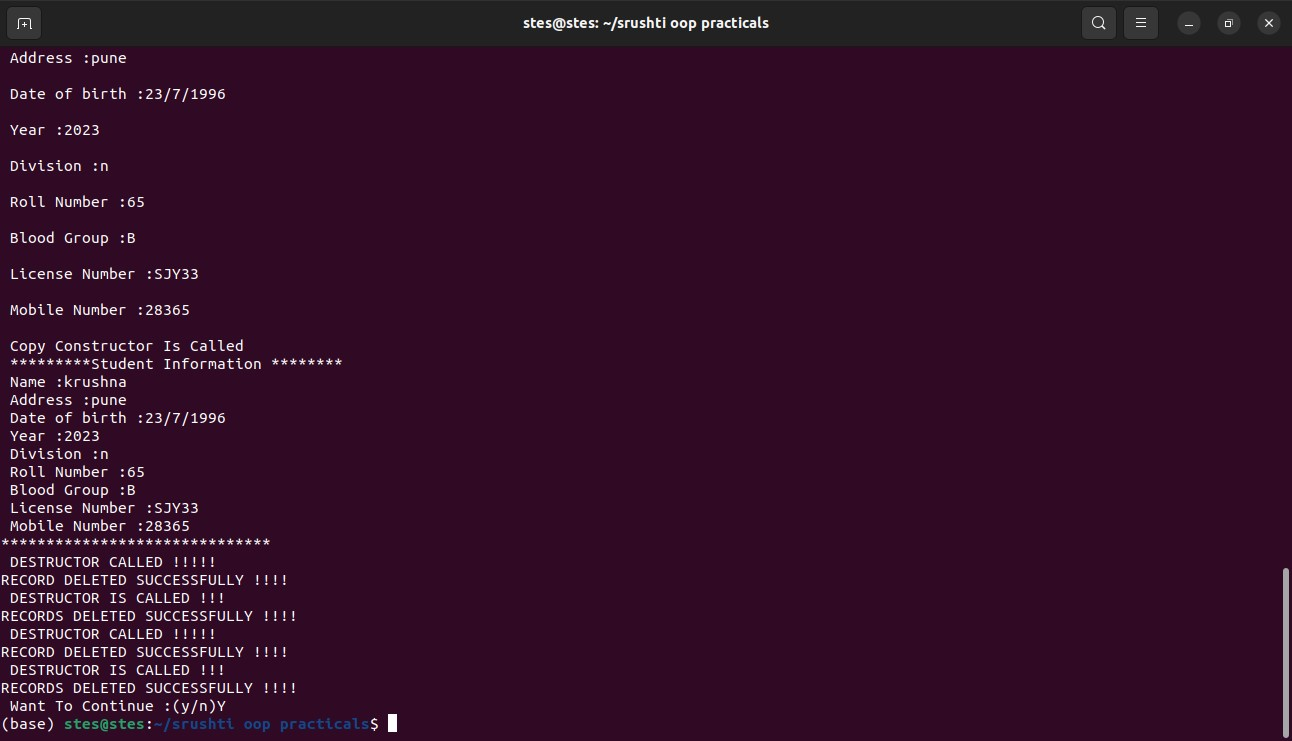 stes@stes: ~/srushti oop practicals
Address :pune
Date of birth :23/7/1996
Year :2023
Division :n
Roll Number :65
Blood Group :B
License Number :SJY33
Mobile Number :28365
Copy Constructor Is Called
*********Student Information ********
Name :krushna
Address :pune
Date of birth :23/7/1996
Year :2023
Division :n
Roll Number :65
Blood Group :B
License Number :SJY33
Mobile Number :28365
******************************
DESTRUCTOR CALLED !!!!!
RECORD DELETED SUCCESSFULLY !!!!
DESTRUCTOR IS CALLED !!!
RECORDS DELETED SUCCESSFULLY !!!!
DESTRUCTOR CALLED !!!!!
RECORD DELETED SUCCESSFULLY !!!!
DESTRUCTOR IS CALLED !!!
RECORDS DELETED SUCCESSFULLY !!!!
Want To Continue :(y/n)Y
(base) stes@stes:~/srushti oop practicals$